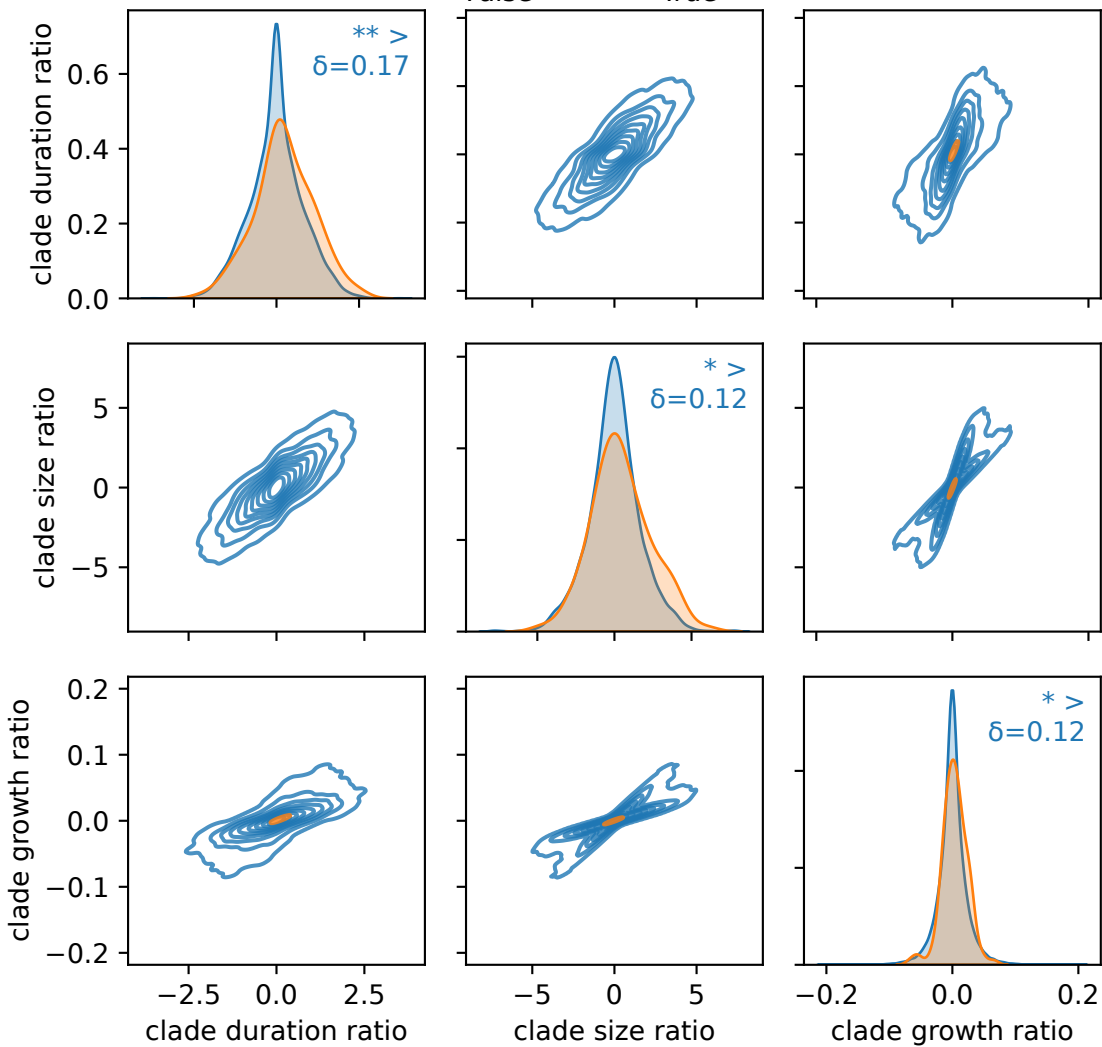 ** >
δ=0.17
clade duration ratio
0.6
0.4
0.2
0.0
* >
δ=0.12
clade size ratio
5
0
−5
* >
δ=0.12
clade growth ratio
0.2
0.1
0.0
−0.1
−0.2
−2.5 0.0 2.5
−5 0 5
−0.2 0.0 0.2
clade duration ratio
clade size ratio
clade growth ratio